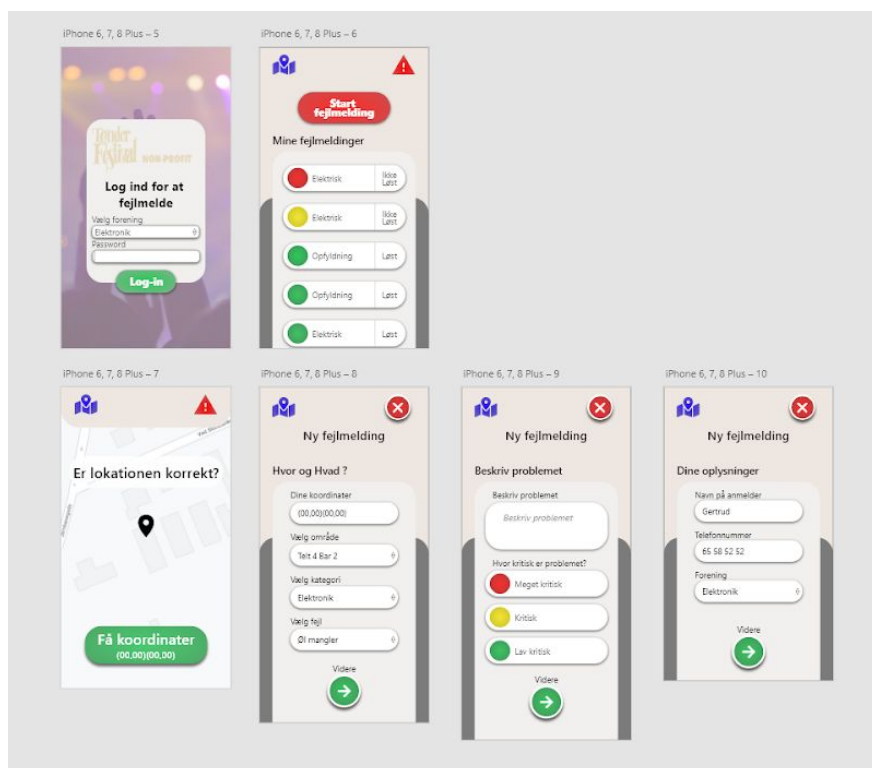 iPhone 6, 7, 8 Plus – 5
Tønder
Festival NON-PROFIT
Log ind for at
fejlmelde
Vælg forening
Elektronik
Password
Log-in
iPhone 6, 7, 8 Plus – 6
Start
fejlmelding
Mine fejlmeldinger
Elektrisk
Ikke
Løst
Elektrisk
Ikke
Løst
Opfyldning
Løst
Opfyldning
Løst
Elektrisk
Løst
iPhone 6, 7, 8 Plus – 7
Er lokationen korrekt?
Få koordinater
(00,00)(00,00)
iPhone 6, 7, 8 Plus – 8
Ny fejlmelding
Hvor og Hvad ?
Dine koordinater
(00,00)(00,00)
Vælg område
Telt 4 Bar 2
Vælg kategori
Elektronik
Vælg fejl
Øl mangler
Videre
iPhone 6, 7, 8 Plus – 9
Ny fejlmelding
Beskriv problemet
Beskriv problemet
Beskriv problemet
Hvor kritisk er problemet?
Meget kritisk
Kritisk
Lav kritisk
Videre
iPhone 6, 7, 8 Plus – 10
Ny fejlmelding
Dine oplysninger
Navn på anmelder
Gertrud
Telefonnummer
65 58 52 52
Forening
Elektronik
Videre